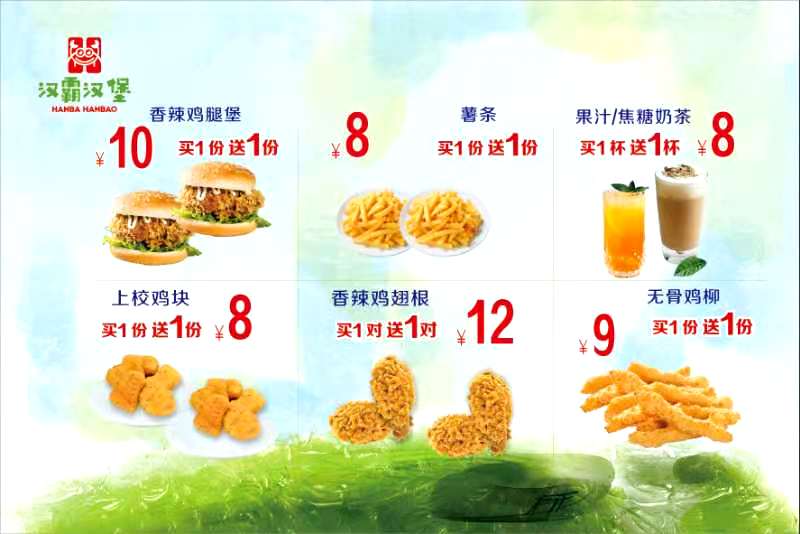 汉霸汉堡
HANBA HANBAO
香辣鸡腿堡
¥10 买1份送1份
薯条
¥8 买1份送1份
果汁/焦糖奶茶
买1杯送1杯 ¥8
上校鸡块
买1份送1份 ¥8
香辣鸡翅根
买1对送1对 ¥12
无骨鸡柳
¥9 买1份送1份